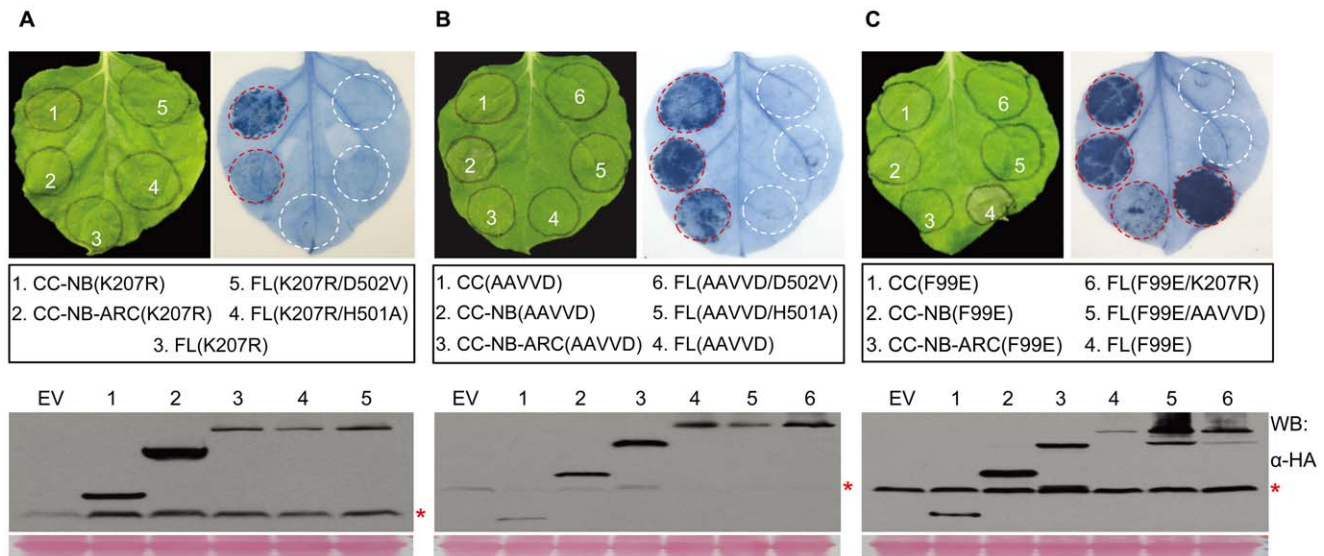 A B C
1 5 2 4 3
1 6 2 5 3 4
1 6 2 5 3 4
1. CC-NB(K207R) 5. FL(K207R/D502V)
2. CC-NB-ARC(K207R) 4. FL(K207R/H501A)
3. FL(K207R)
1. CC(AAVVD) 6. FL(AAVVD/D502V)
2. CC-NB(AAVVD) 5. FL(AAVVD/H501A)
3. CC-NB-ARC(AAVVD) 4. FL(AAVVD)
1. CC(F99E) 6. FL(F99E/K207R)
2. CC-NB(F99E) 5. FL(F99E/AAVVD)
3. CC-NB-ARC(F99E) 4. FL(F99E)
EV 1 2 3 4 5
*
EV 1 2 3 4 5 6
*
EV 1 2 3 4 5 6
WB:
α-HA
*